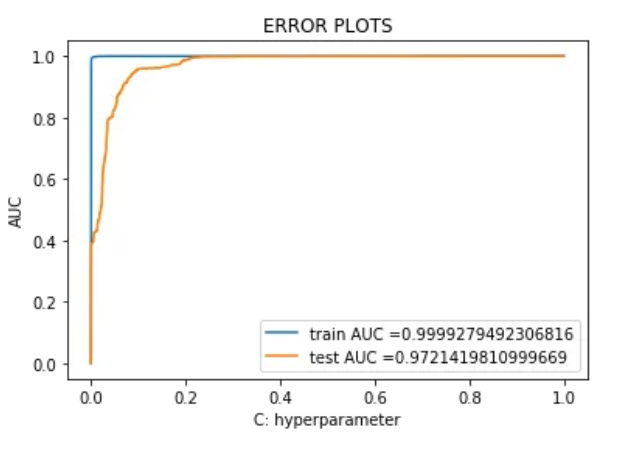 ERROR PLOTS
1.0
0.8
0.6
0.4
0.2
0.0
AUC
train AUC =0.9999279492306816
test AUC =0.9721419810999669
0.0 0.2 0.4 0.6 0.8 1.0
C: hyperparameter